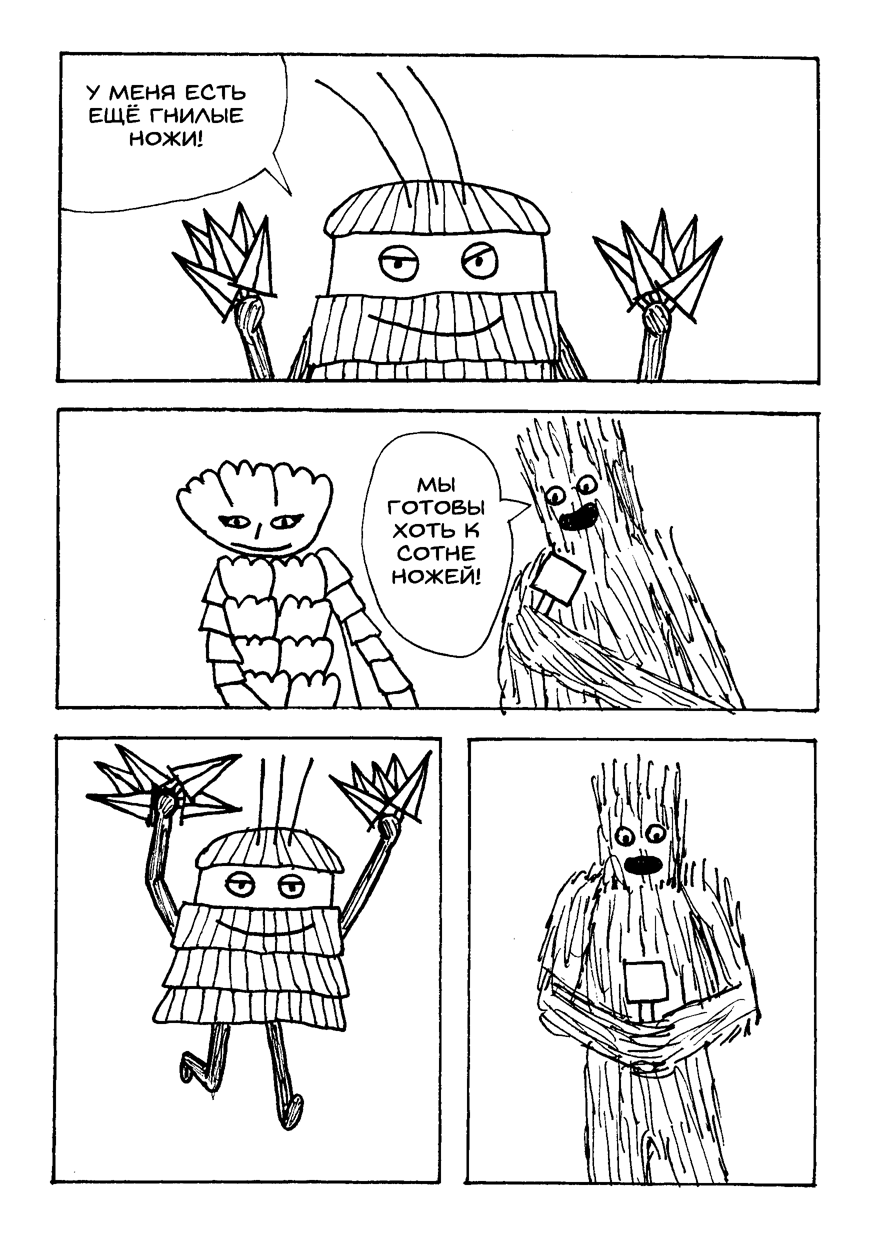 У МЕНЯ ЕСТЬ
ЕЩЁ ГНИЛЫЕ
НОЖИ!
МЫ
ГОТОВЫ
ХОТЬ К
СОТНЕ
НОЖЕЙ!